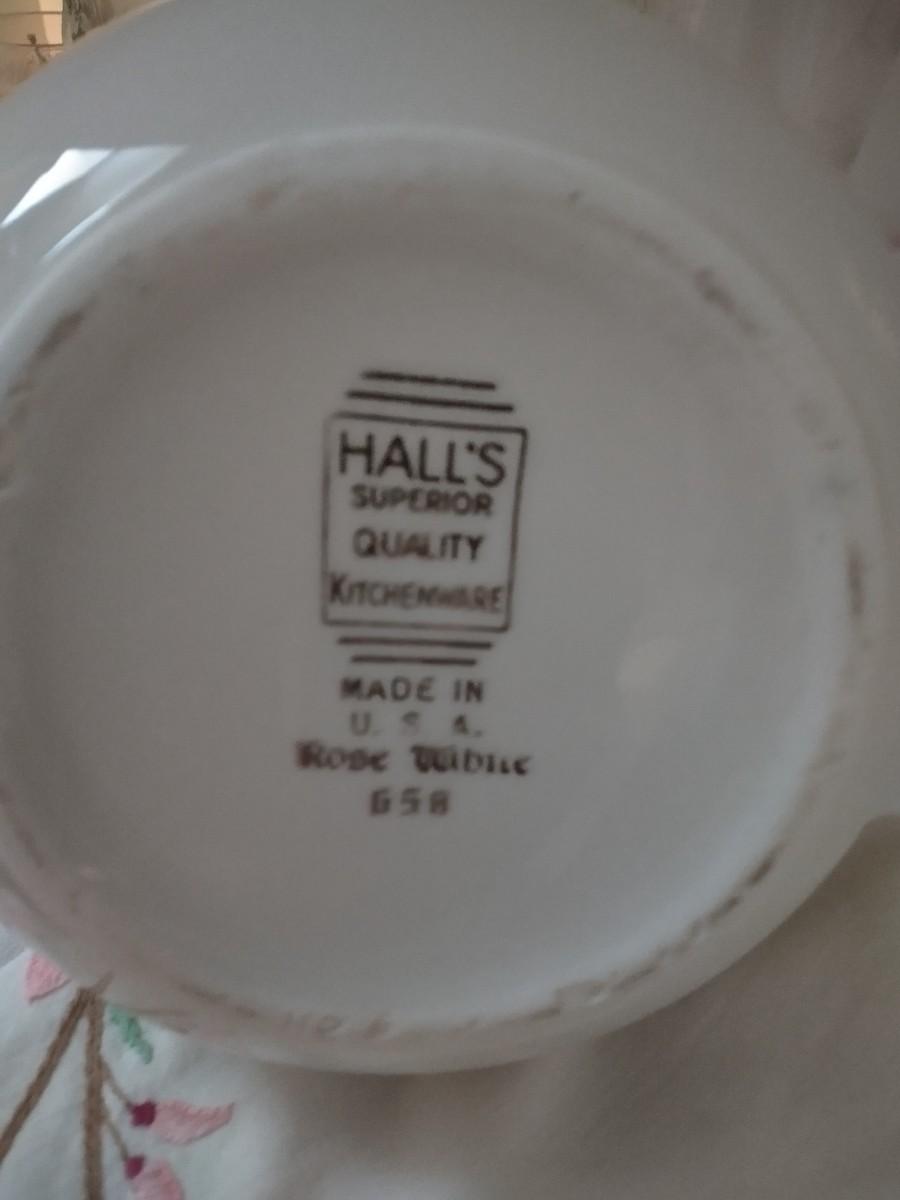 HALL'S
SUPERIOR
QUALITY
KITCHENWARE
MADE IN
U. S. A.
Rose White
658